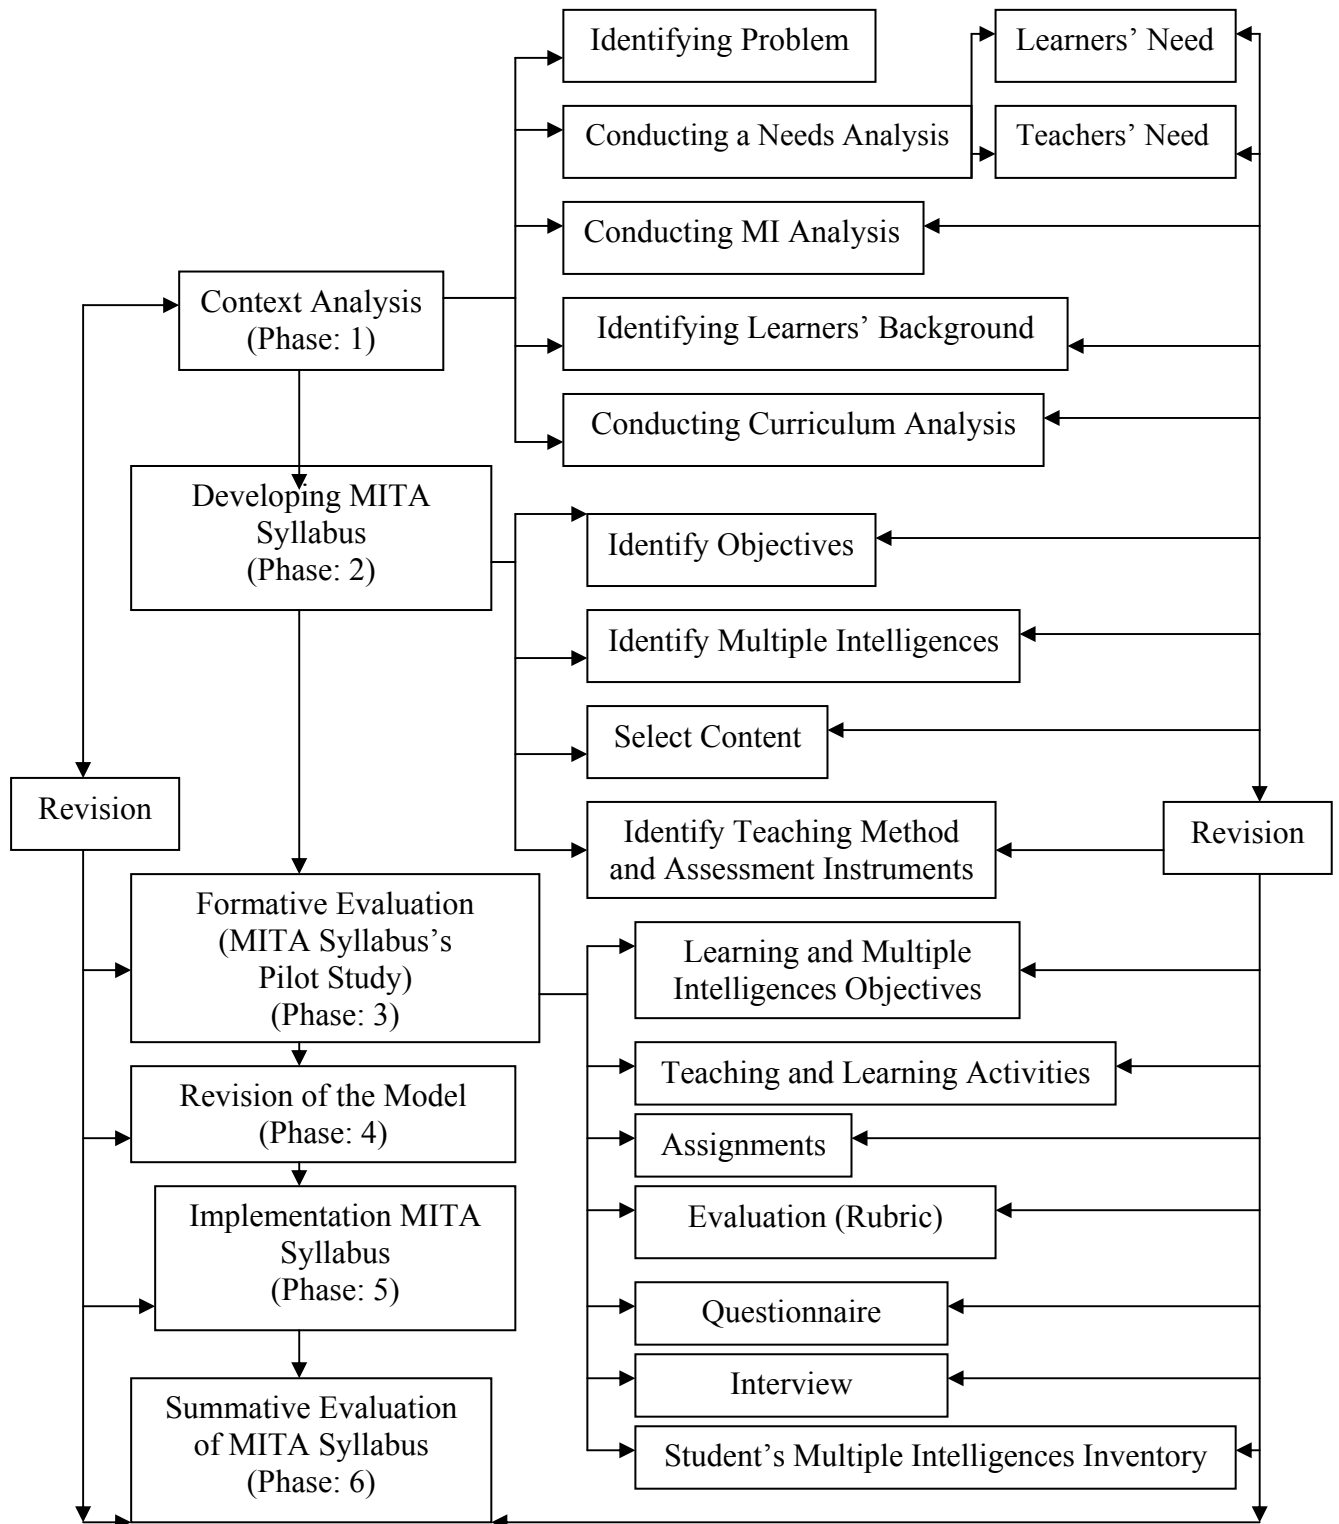 Identifying Problem
Learners’ Need
Conducting a Needs Analysis
Teachers’ Need
Conducting MI Analysis
Context Analysis
(Phase: 1)
Identifying Learners’ Background
Conducting Curriculum Analysis
Developing MITA
Syllabus
(Phase: 2)
Identify Objectives
Identify Multiple Intelligences
Select Content
Revision
Identify Teaching Method
and Assessment Instruments
Revision
Formative Evaluation
(MITA Syllabus’s
Pilot Study)
(Phase: 3)
Learning and Multiple
Intelligences Objectives
Teaching and Learning Activities
Revision of the Model
(Phase: 4)
Assignments
Implementation MITA
Syllabus
(Phase: 5)
Evaluation (Rubric)
Questionnaire
Interview
Summative Evaluation
of MITA Syllabus
(Phase: 6)
Student’s Multiple Intelligences Inventory